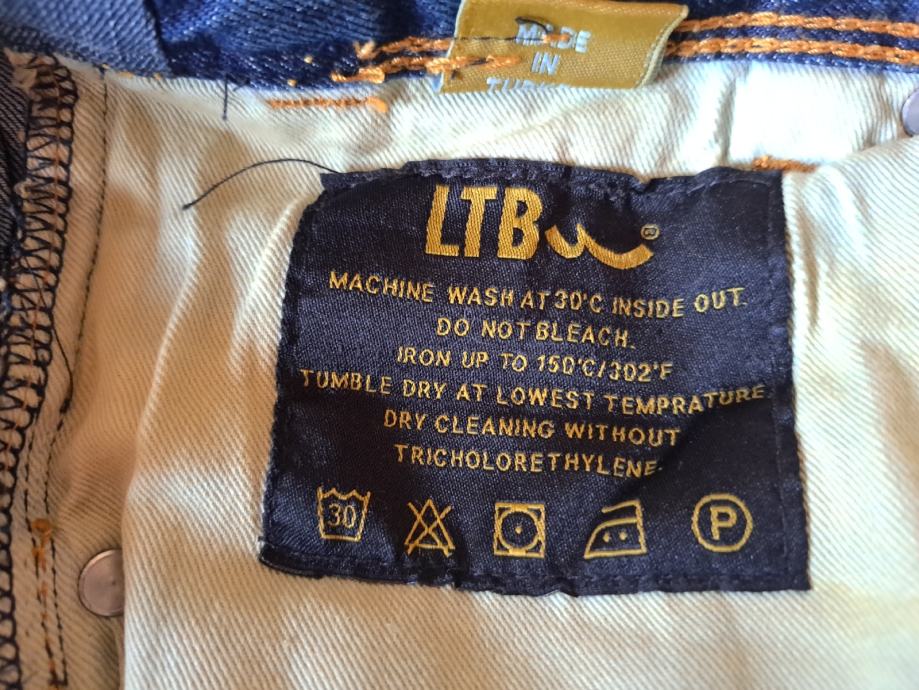 MADE
IN
LTB®
MACHINE WASH AT 30°C INSIDE OUT.
DO NOT BLEACH.
IRON UP TO 150°C/302°F
TUMBLE DRY AT LOWEST TEMPRATURE.
DRY CLEANING WITHOUT
TRICHOLORETHYLENE.
30
P